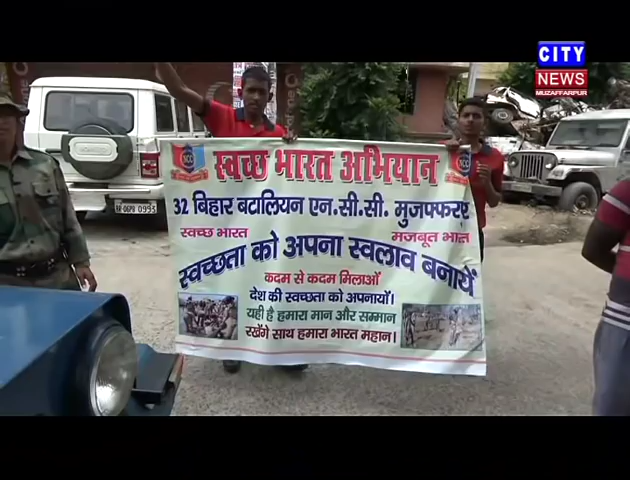 CITY
NEWS
MUZAFFARPUR
स्वच्छ भारत अभियान
32 बिहार बटालियन एन.सी.सी. मुजफ्फरपुर
स्वच्छ भारत
मजबूत भारत
स्वच्छता को अपना स्वलाव बनायें
कदम से कदम मिलाओं
देश की स्वच्छता को अपनायों।
यही है हमारा मान और सम्मान
रखेंगे साथ हमारा भारत महान।